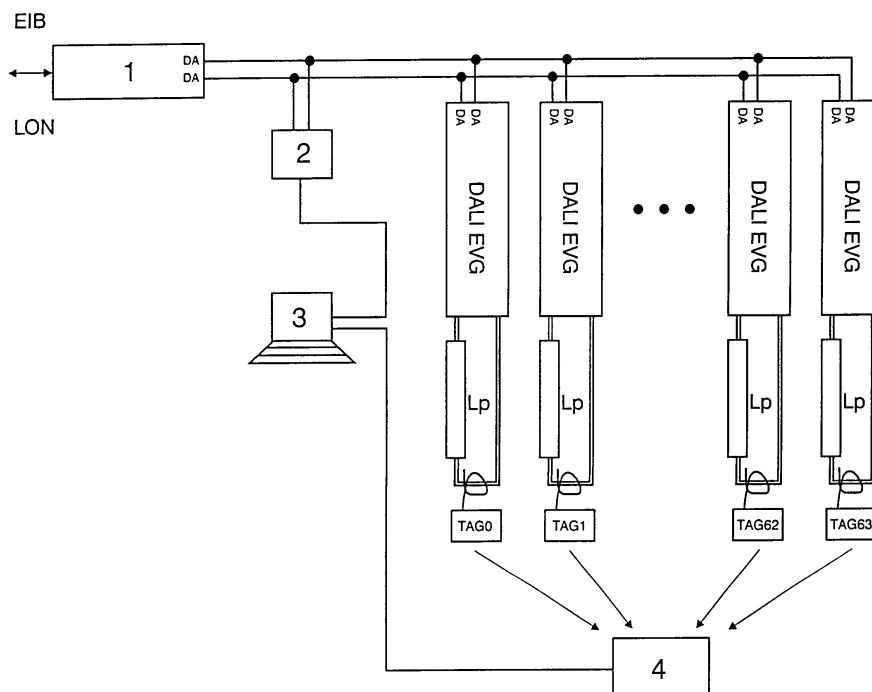 EIB
LON
1
DA
DA
2
3
DA DA
DALI EVG
Lp
TAG0
DA DA
DALI EVG
Lp
TAG1
DA DA
DALI EVG
Lp
TAG62
DA DA
DALI EVG
Lp
TAG63
4